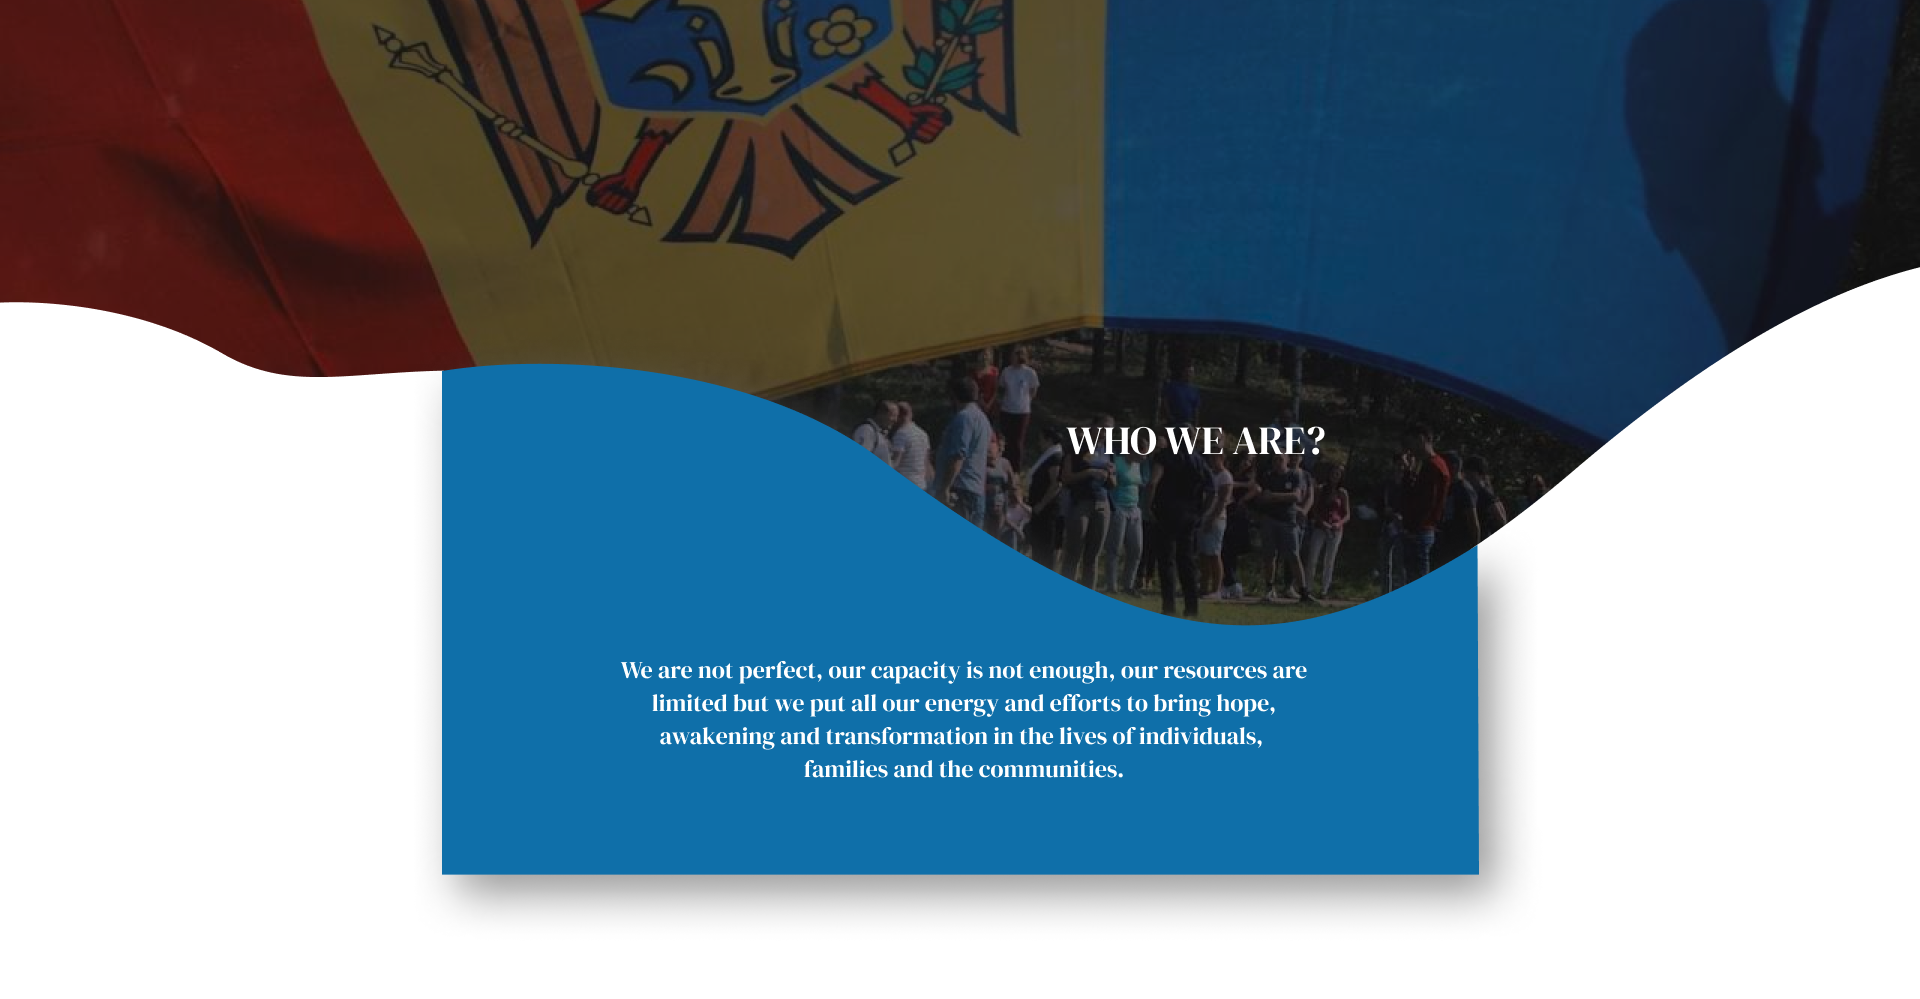 WHO WE ARE?
We are not perfect, our capacity is not enough, our resources are
limited but we put all our energy and efforts to bring hope,
awakening and transformation in the lives of individuals,
families and the communities.